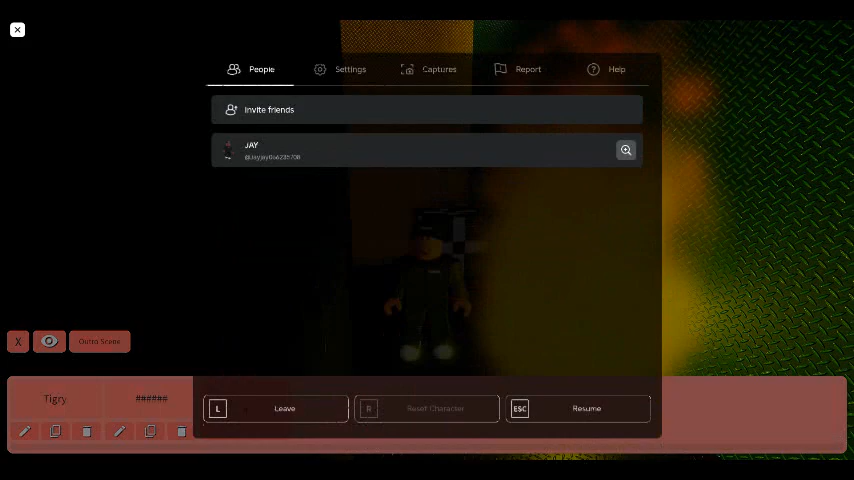 People Settings Captures Report Help
Invite friends
JAY
X Outro Scene
Tigry ######
L Leave R Reset Character ESC Resume